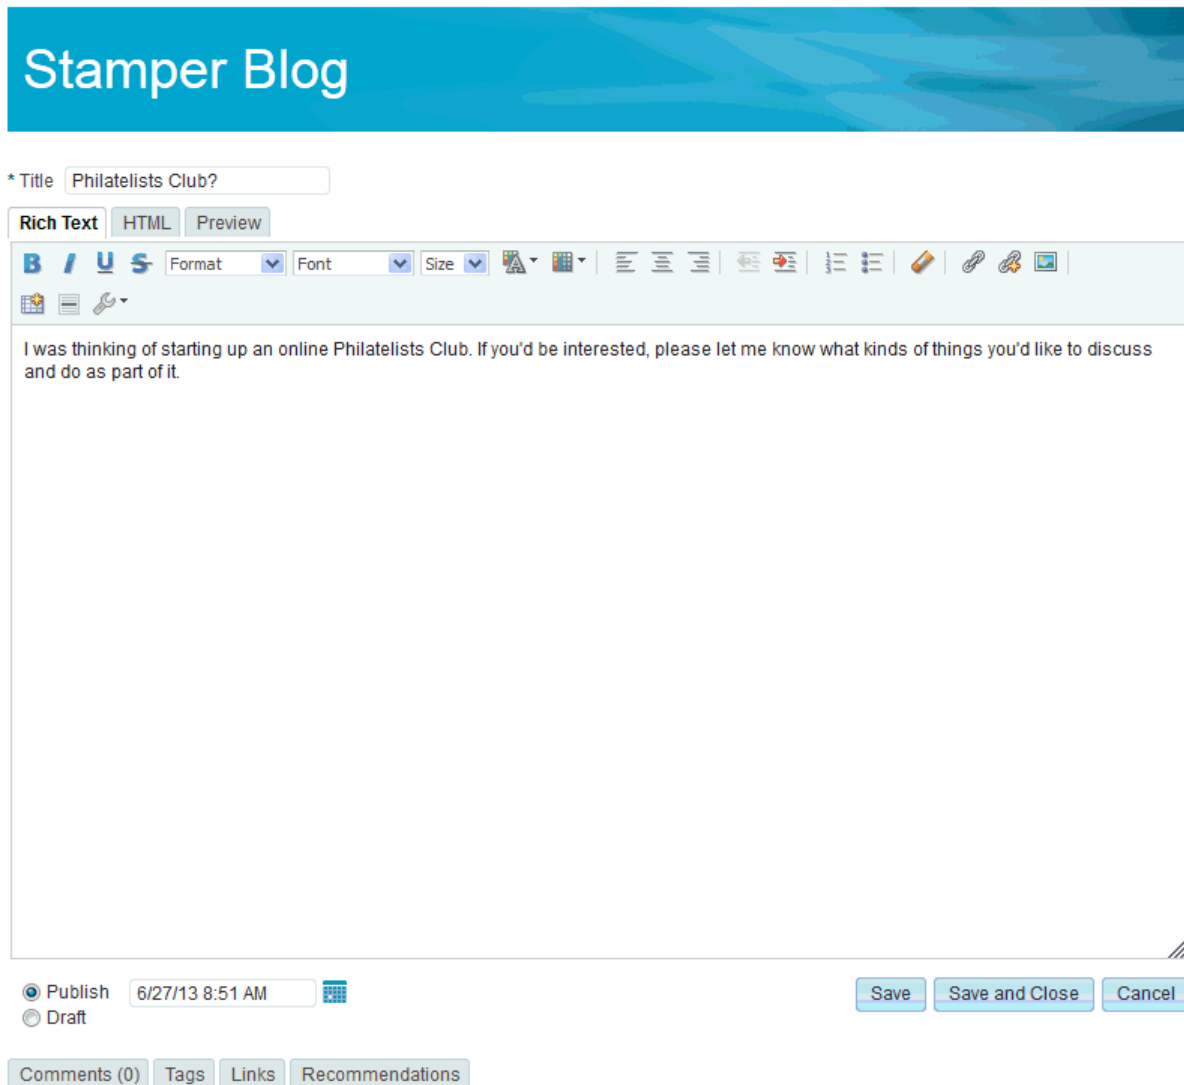 Stamper Blog
* Title Philatelists Club?
Rich Text HTML Preview
B I U S Format Font Size
I was thinking of starting up an online Philatelists Club. If you'd be interested, please let me know what kinds of things you'd like to discuss
and do as part of it.
Publish 6/27/13 8:51 AM Save Save and Close Cancel
Draft
Comments (0) Tags Links Recommendations